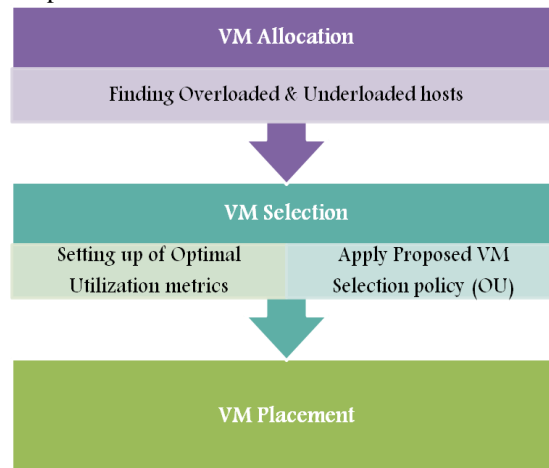 VM Allocation
Finding Overloaded & Underloaded hosts
VM Selection
Setting up of Optimal
Utilization metrics
Apply Proposed VM
Selection policy (OU)
VM Placement